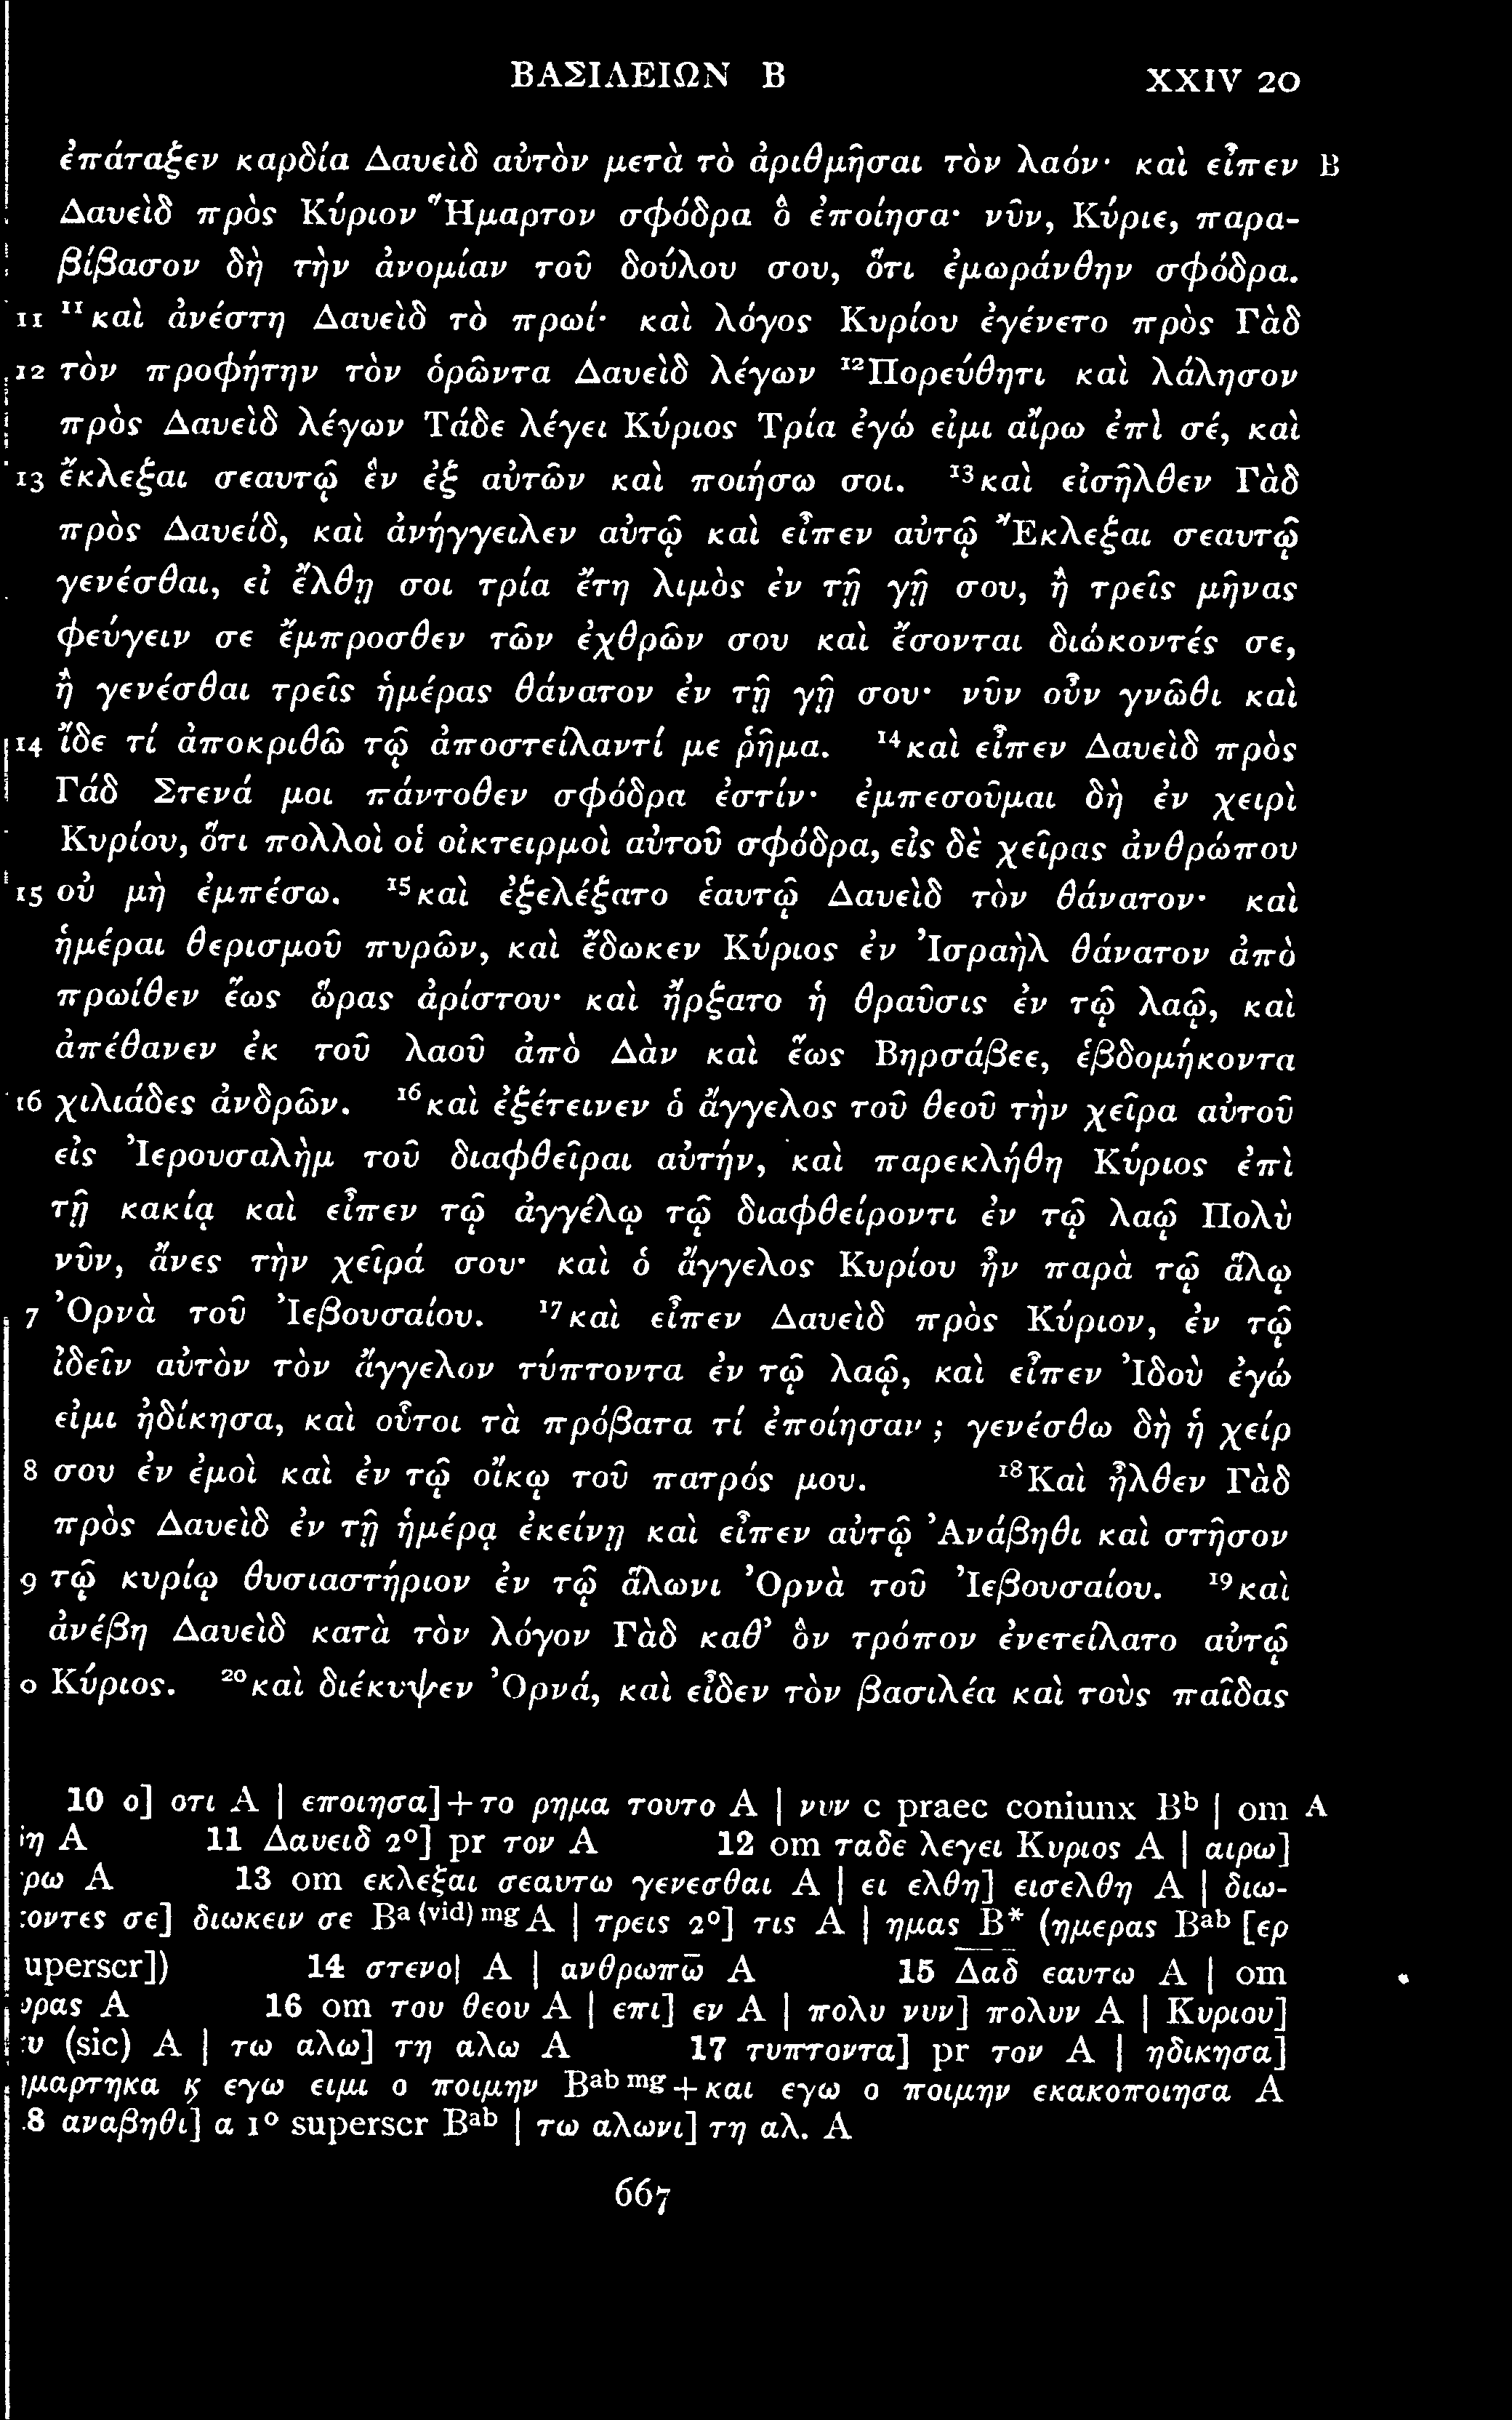 ΒΑΣΙΛΕΙΩΝ Β XXIV 20
ἐπάταξεν καρδία Δαυεὶδ αὐτὸν μετὰ τὸ ἀριθμῆσαι τὸν λαόν· καὶ εἶπεν B
Δαυεὶδ πρὸς Κύριον Ἥμαρτον σφόδρα ὃ ἐποίησα· νῦν, Κύριε, παρα-
βίβασον δὴ τὴν ἀνομίαν τοῦ δούλου σου, ὅτι ἐμωράνθην σφόδρα.
11 ¹¹καὶ ἀνέστη Δαυεὶδ τὸ πρωί· καὶ λόγος Κυρίου ἐγένετο πρὸς Γὰδ
12 τὸν προφήτην τὸν ὁρῶντα Δαυεὶδ λέγων ¹²Πορεύθητι καὶ λάλησον
πρὸς Δαυεὶδ λέγων Τάδε λέγει Κύριος Τρία ἐγώ εἰμι αἴρω ἐπὶ σέ, καὶ
13 ἔκλεξαι σεαυτῷ ἓν ἐξ αὐτῶν καὶ ποιήσω σοι. ¹³καὶ εἰσῆλθεν Γὰδ
πρὸς Δαυείδ, καὶ ἀνήγγειλεν αὐτῷ καὶ εἶπεν αὐτῷ Ἔκλεξαι σεαυτῷ
γενέσθαι, εἰ ἔλθῃ σοι τρία ἔτη λιμὸς ἐν τῇ γῇ σου, ἢ τρεῖς μῆνας
φεύγειν σε ἔμπροσθεν τῶν ἐχθρῶν σου καὶ ἔσονται διώκοντές σε,
ἢ γενέσθαι τρεῖς ἡμέρας θάνατον ἐν τῇ γῇ σου· νῦν οὖν γνῶθι καὶ
14 ἴδε τί ἀποκριθῶ τῷ ἀποστείλαντί με ῥῆμα. ¹⁴καὶ εἶπεν Δαυεὶδ πρὸς
Γάδ Στενά μοι πάντοθεν σφόδρα ἐστίν· ἐμπεσοῦμαι δὴ ἐν χειρὶ
Κυρίου, ὅτι πολλοὶ οἱ οἰκτειρμοὶ αὐτοῦ σφόδρα, εἰς δὲ χεῖρας ἀνθρώπου
15 οὐ μὴ ἐμπέσω. ¹⁵καὶ ἐξελέξατο ἑαυτῷ Δαυεὶδ τὸν θάνατον· καὶ
ἡμέραι θερισμοῦ πυρῶν, καὶ ἔδωκεν Κύριος ἐν Ἰσραὴλ θάνατον ἀπὸ
πρωίθεν ἕως ὥρας ἀρίστου· καὶ ἤρξατο ἡ θραῦσις ἐν τῷ λαῷ, καὶ
ἀπέθανεν ἐκ τοῦ λαοῦ ἀπὸ Δὰν καὶ ἕως Βηρσάβεε, ἑβδομήκοντα
16 χιλιάδες ἀνδρῶν. ¹⁶καὶ ἐξέτεινεν ὁ ἄγγελος τοῦ θεοῦ τὴν χεῖρα αὐτοῦ
εἰς Ἰερουσαλὴμ τοῦ διαφθεῖραι αὐτήν, καὶ παρεκλήθη Κύριος ἐπὶ
τῇ κακίᾳ καὶ εἶπεν τῷ ἀγγέλῳ τῷ διαφθείροντι ἐν τῷ λαῷ Πολὺ
νῦν, ἄνες τὴν χεῖρά σου· καὶ ὁ ἄγγελος Κυρίου ἦν παρὰ τῷ ἅλῳ
7 Ὀρνὰ τοῦ Ἰεβουσαίου. ¹⁷καὶ εἶπεν Δαυεὶδ πρὸς Κύριον, ἐν τῷ
ἰδεῖν αὐτὸν τὸν ἄγγελον τύπτοντα ἐν τῷ λαῷ, καὶ εἶπεν Ἰδοὺ ἐγώ
εἰμι ἠδίκησα, καὶ οὗτοι τὰ πρόβατα τί ἐποίησαν; γενέσθω δὴ ἡ χείρ
8 σου ἐν ἐμοὶ καὶ ἐν τῷ οἴκῳ τοῦ πατρός μου. ¹⁸Καὶ ἦλθεν Γὰδ
πρὸς Δαυεὶδ ἐν τῇ ἡμέρᾳ ἐκείνῃ καὶ εἶπεν αὐτῷ Ἀνάβηθι καὶ στῆσον
9 τῷ κυρίῳ θυσιαστήριον ἐν τῷ ἅλωνι Ὀρνὰ τοῦ Ἰεβουσαίου. ¹⁹καὶ
ἀνέβη Δαυεὶδ κατὰ τὸν λόγον Γὰδ καθ’ ὃν τρόπον ἐνετείλατο αὐτῷ
0 Κύριος. ²⁰καὶ διέκυψεν Ὀρνά, καὶ εἶδεν τὸν βασιλέα καὶ τοὺς παῖδας
10 ο] οτι A | εποιησα]+το ρημα τουτο A | νυν c praec coniunx Bᵇ | om A
η A 11 Δαυειδ 2°] pr τον A 12 om ταδε λεγει Κυριος A | αιρω]
ρω A 13 om εκλεξαι σεαυτω γενεσθαι A | ει ελθη] εισελθη A | διω-
κοντες σε] διωκειν σε Bᵃ⁽ᵛⁱᵈ⁾ᵐᵍA | τρεις 2°] τις A | ημας B* (ημερας Bᵃᵇ [ερ
uperscr]) 14 στενο| A | ανθρωπῶ A 15 Δαδ εαυτω A | om
ρας A 16 om του θεου A | επι] εν A | πολυ νυν] πολυν A | Κυριου]
υ (sic) A | τω αλω] τη αλω A 17 τυπτοντα] pr τον A | ηδικησα]
μαρτηκα ϗ εγω ειμι ο ποιμην Bᵃᵇᵐᵍ+και εγω ο ποιμην εκακοποιησα A
.8 αναβηθι] α 1° superscr Bᵃᵇ | τω αλωνι] τη αλ. A
667